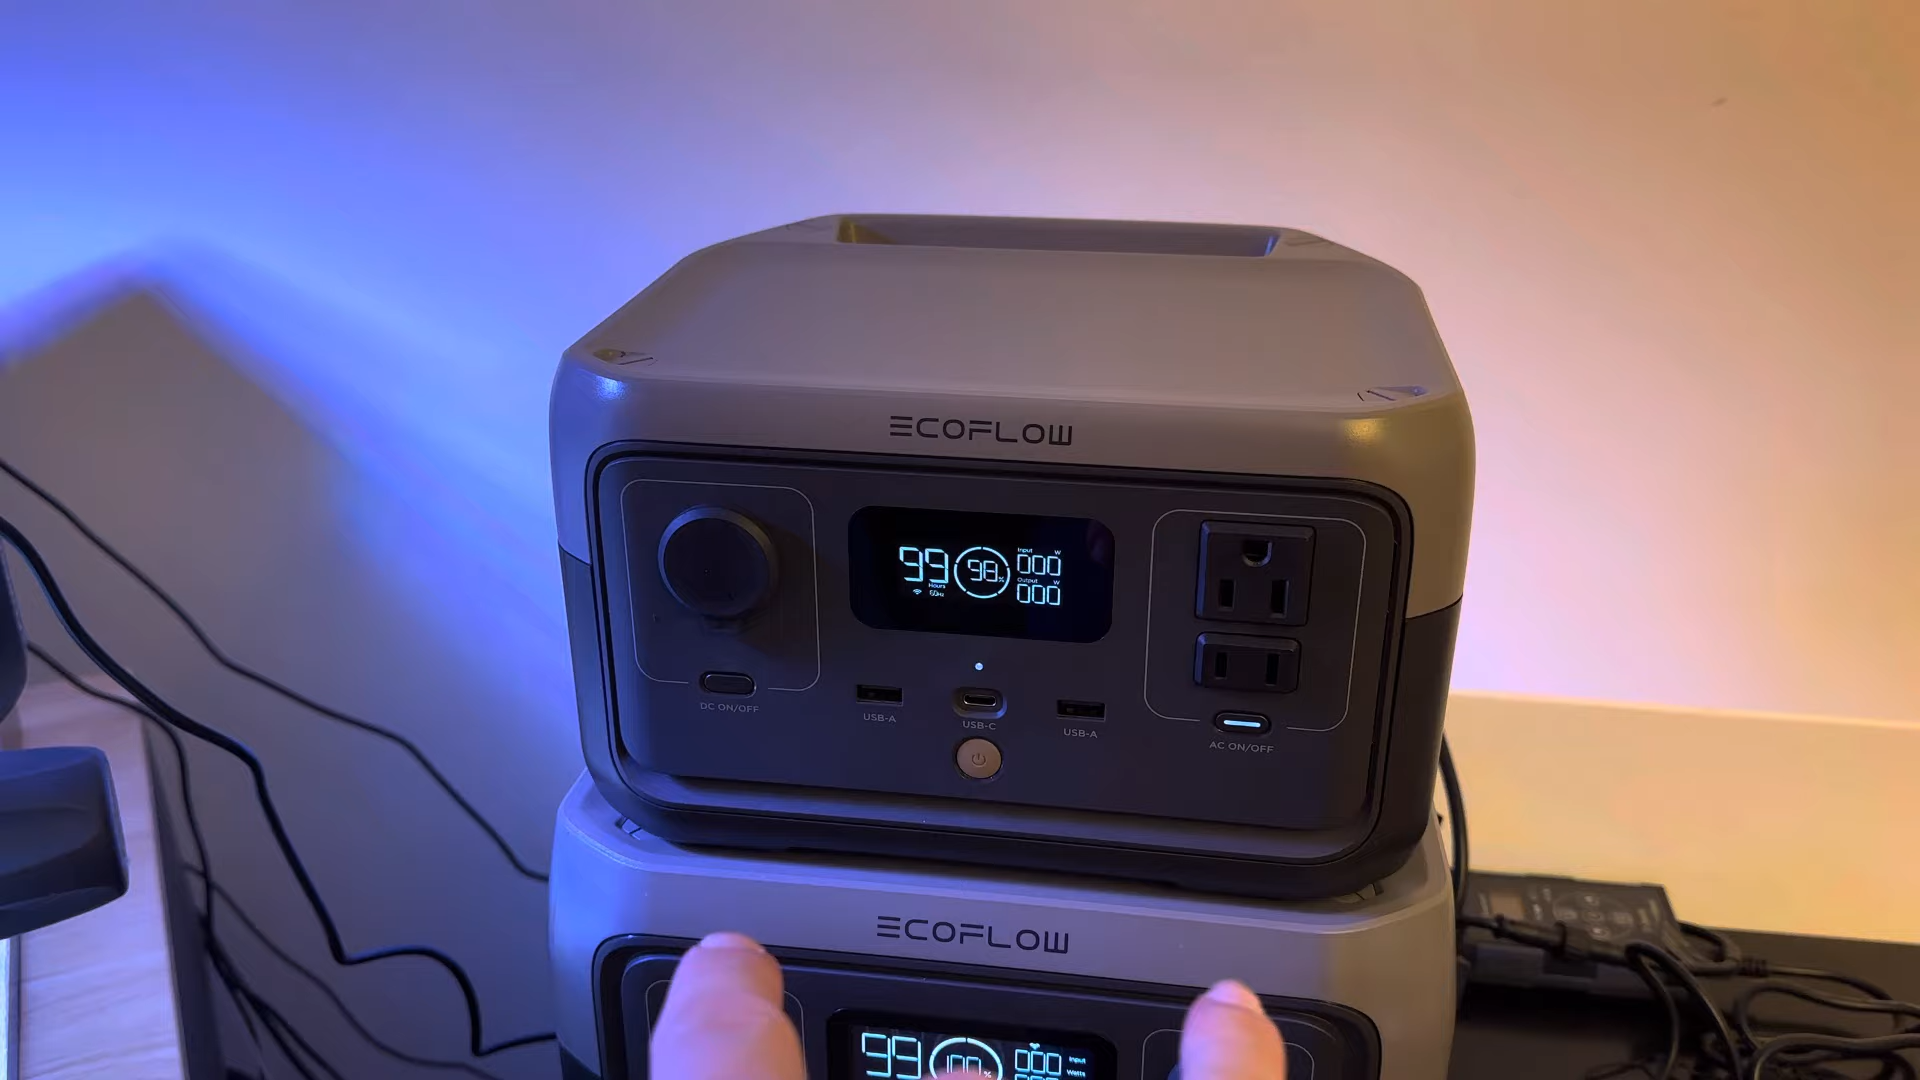 ECOFLOW
99 98% Input W 000
Hours 60Hz Output W 000
DC ON/OFF
USB-A
USB-C
USB-A
AC ON/OFF
ECOFLOW
99 100% 000 Input
Watts